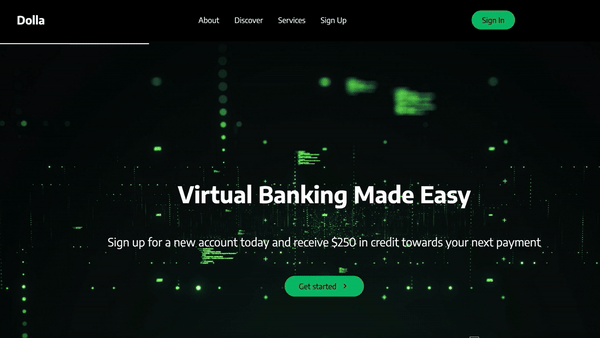 Dolla
About Discover Services Sign Up
Sign In
Virtual Banking Made Easy
Sign up for a new account today and receive $250 in credit towards your next payment
Get started